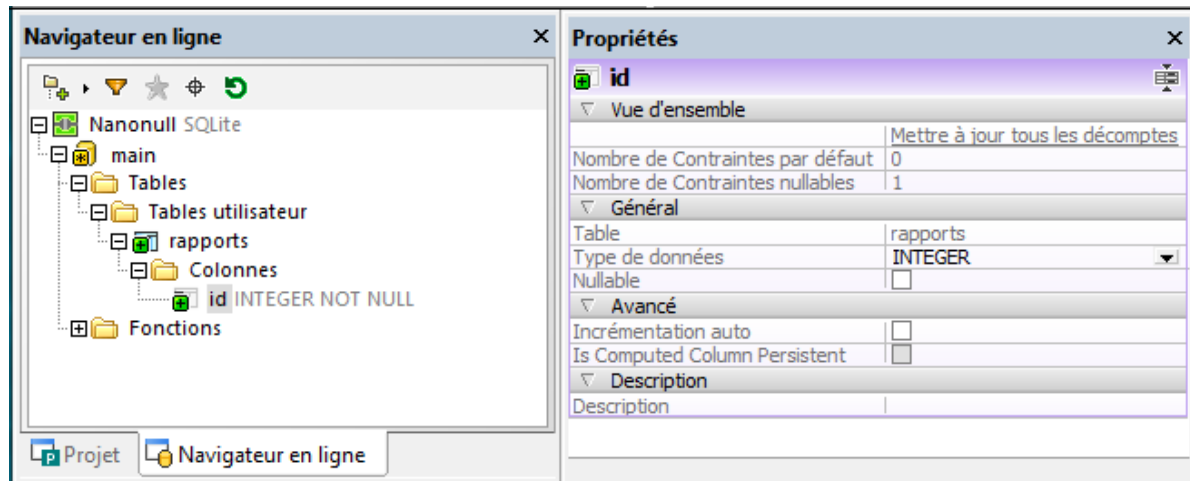 Navigateur en ligne
Nanonull SQLite
main
Tables
Tables utilisateur
rapports
Colonnes
id INTEGER NOT NULL
Fonctions
Projet
Navigateur en ligne
Propriétés
id
Vue d'ensemble
Mettre à jour tous les décomptes
Nombre de Contraintes par défaut 0
Nombre de Contraintes nullables 1
Général
Table rapports
Type de données INTEGER
Nullable
Avancé
Incrémentation auto
Is Computed Column Persistent
Description
Description